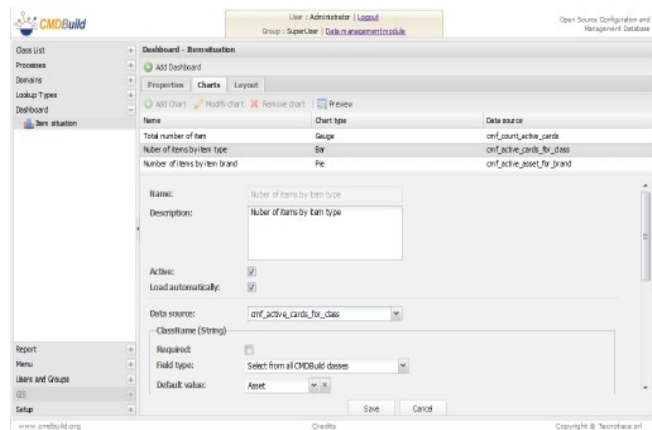 CMDBuild
User : Administrator | Logout
Group : SuperUser | Data management module
Open Source Configuration and
Management Database
Class List
Processes
Domains
Lookup Types
Dashboard
Item situation
Report
Menu
Users and Groups
GIS
Setup
Dashboard - Item situation
Add Dashboard
Properties Charts Layout
Add Chart Modify chart Remove chart Preview
Name Chart type Data source
Total number of item Gauge cmf_count_active_cards
Nuber of items by item type Bar cmf_active_cards_for_class
Number of items by item brand Pie cmf_active_asset_for_brand
Name: Nuber of items by item type
Description: Nuber of items by item type
Active:
Load automatically:
Data source: cmf_active_cards_for_class
ClassName (String)
Required:
Field type: Select from all CMDBuild classes
Default value: Asset
Save Cancel
www.cmdbuild.org Credits Copyright © Tecnoteca srl